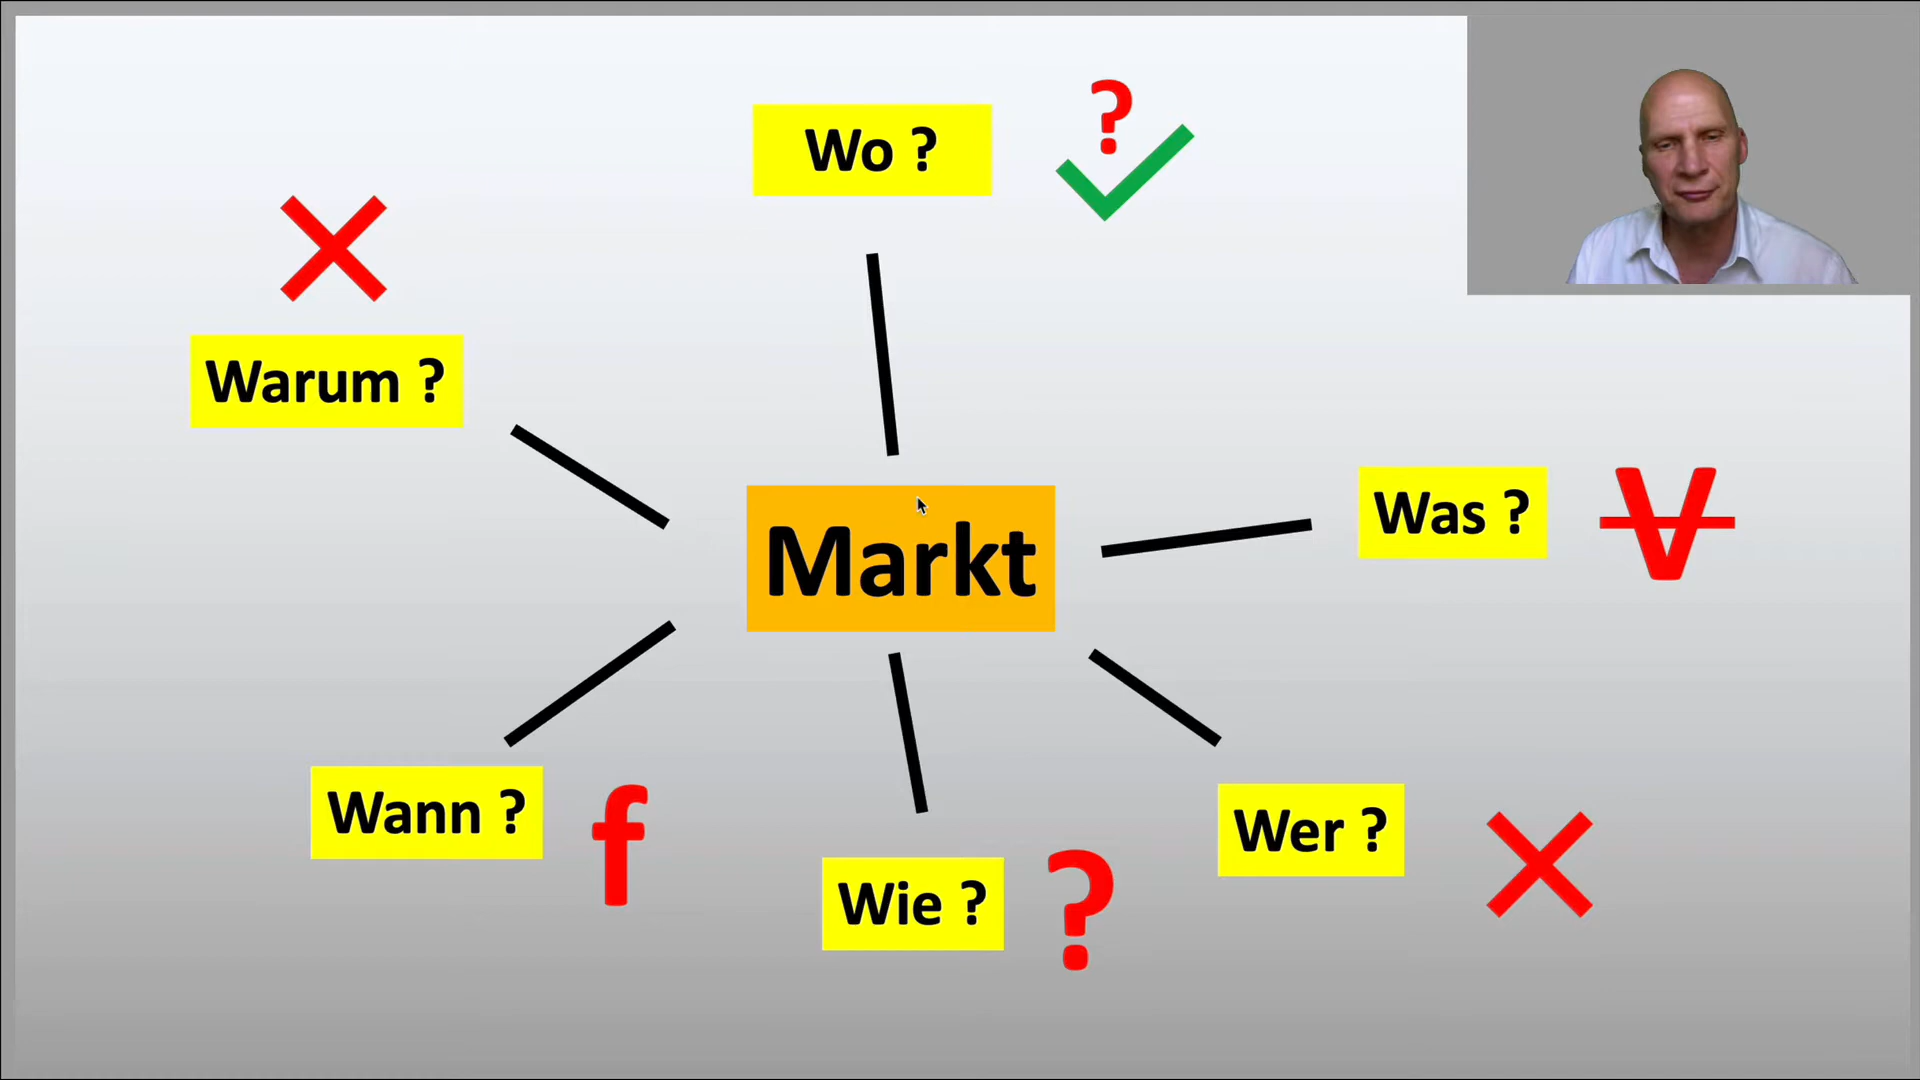 Wo ?
?
Warum ?
Was ?
V
Markt
Wann ?
f
Wie ?
?
Wer ?